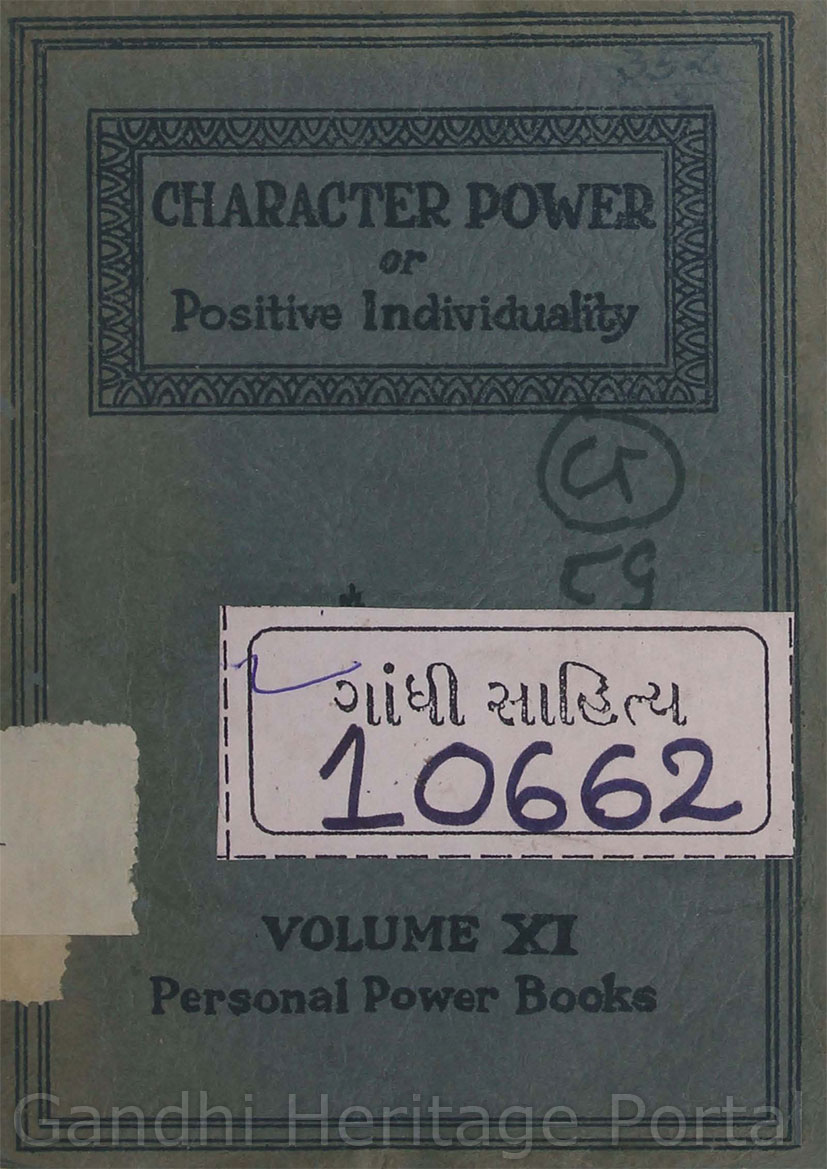 CHARACTER POWER
or
Positive Individuality
ગાંધી સાહિત્ય
10662
VOLUME XI
Personal Power Books
Gandhi Heritage Portal